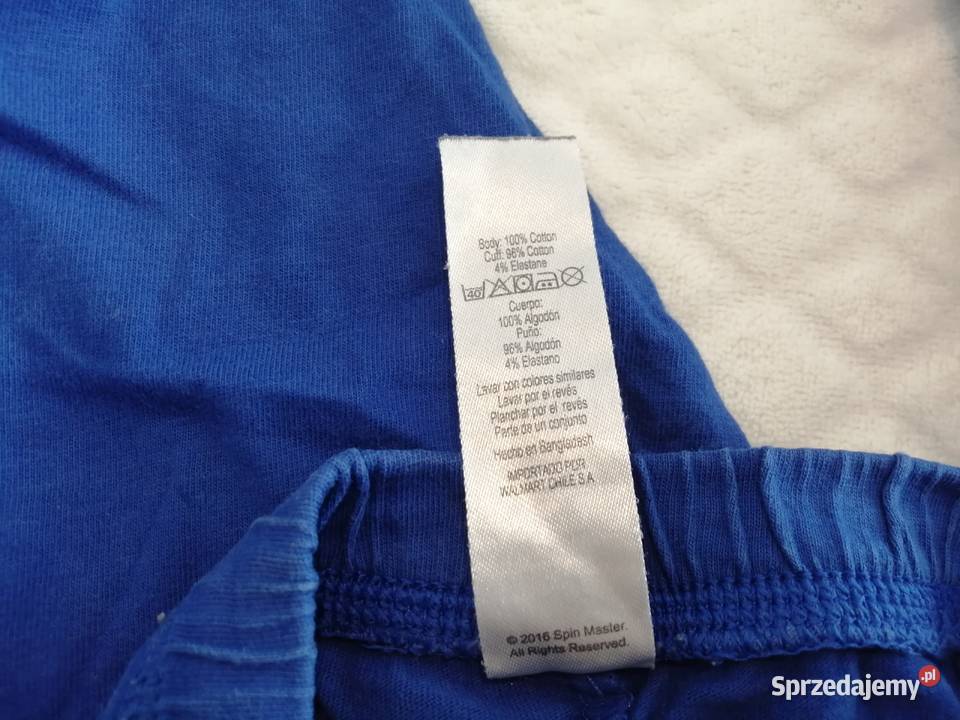 Body: 100% Cotton
Cuff: 96% Cotton
4% Elastane
40
Cuerpo:
100% Algodón
Puño:
96% Algodón
4% Elastano
Lavar con colores similares
Lavar por el revés
Planchar por el revés
Parte de un conjunto
Hecho en Bangladesh
IMPORTADO POR
WALMART CHILE S.A
© 2016 Spin Master.
All Rights Reserved.
Sprzedajemy.pl